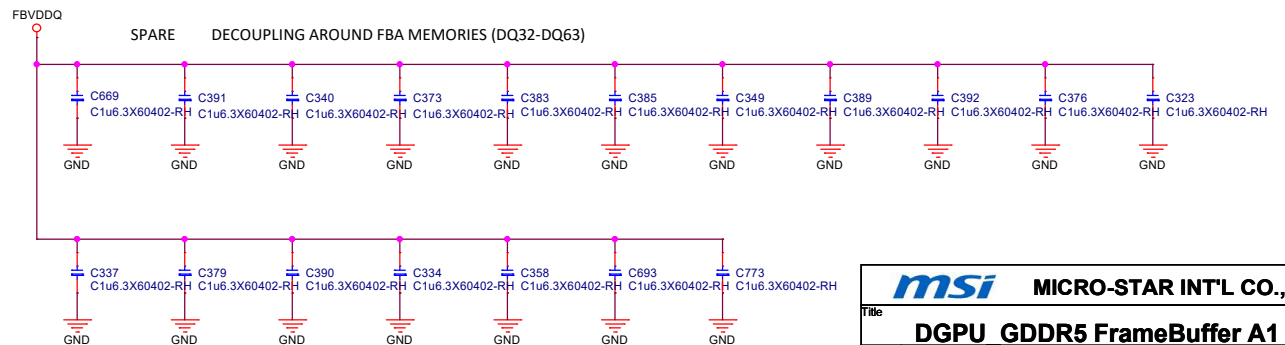 FBVDDQ
SPARE DECOUPLING AROUND FBA MEMORIES (DQ32-DQ63)
C669 C391 C340 C373 C383 C385 C349 C389 C392 C376 C323
C1u6.3X60402-RH C1u6.3X60402-RH C1u6.3X60402-RH C1u6.3X60402-RH C1u6.3X60402-RH C1u6.3X60402-RH C1u6.3X60402-RH C1u6.3X60402-RH C1u6.3X60402-RH C1u6.3X60402-RH C1u6.3X60402-RH
GND GND GND GND GND GND GND GND GND GND GND
C337 C379 C390 C334 C358 C693 C773
C1u6.3X60402-RH C1u6.3X60402-RH C1u6.3X60402-RH C1u6.3X60402-RH C1u6.3X60402-RH C1u6.3X60402-RH C1u6.3X60402-RH
GND GND GND GND GND GND GND
msi MICRO-STAR INT'L CO.,
Title
DGPU_GDDR5 FrameBuffer A1